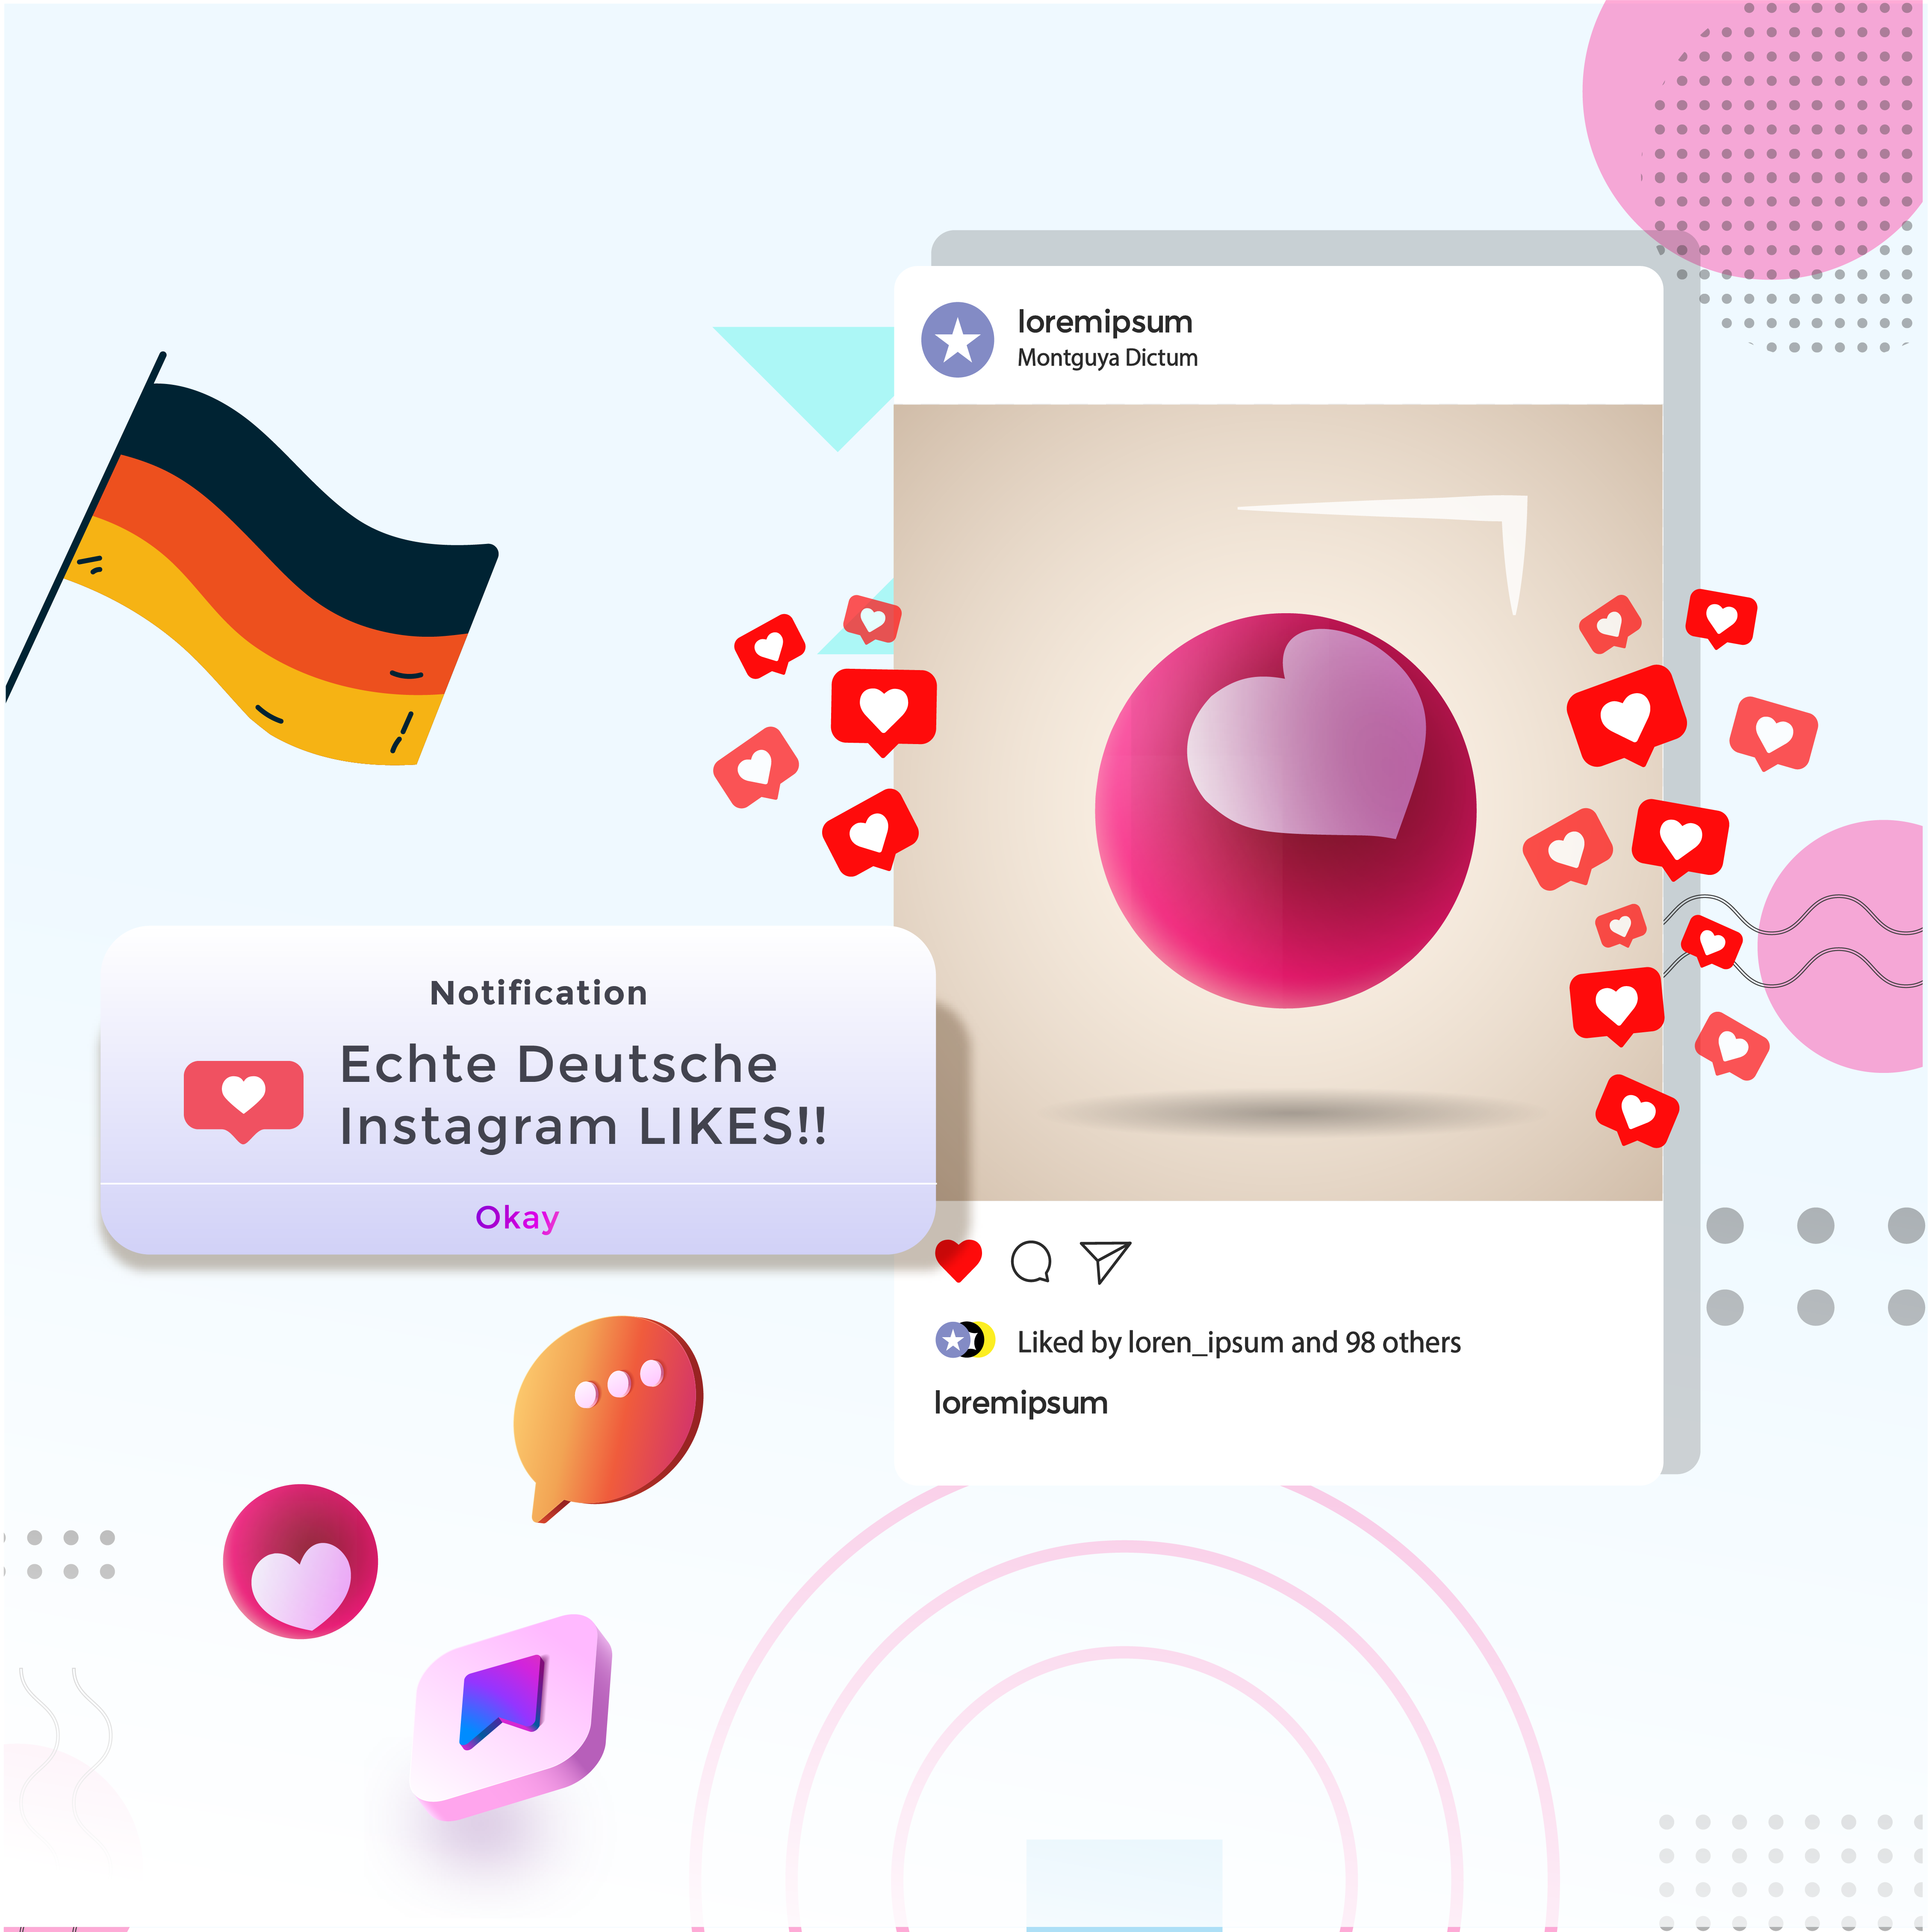 loremipsum
Montguya Dictum
Notification
Echte Deutsche
Instagram LIKES!!
Okay
Liked by loren_ipsum and 98 others
loremipsum